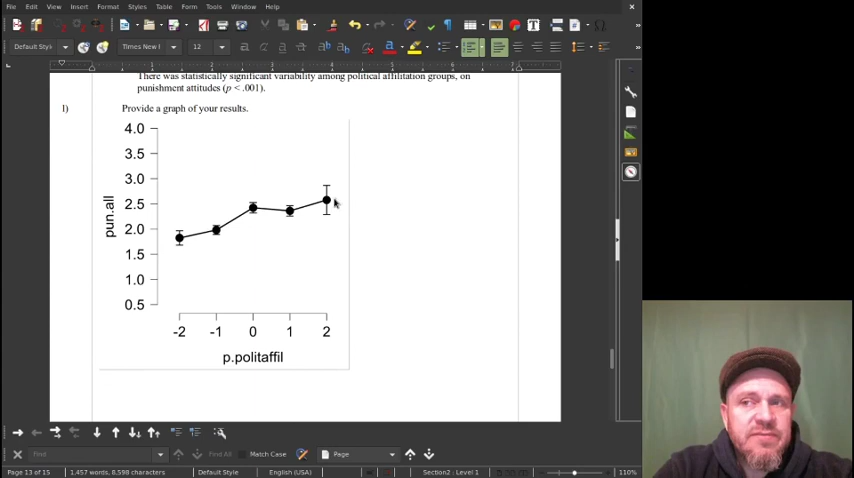 File Edit View Insert Format Styles Table Form Tools Window Help
Default Styl Times New I 12
There was statistically significant variability among political affilitation groups, on
punishment attitudes (p < .001).
l) Provide a graph of your results.
4.0
3.5
3.0
2.5
2.0
1.5
1.0
0.5
pun.all
-2 -1 0 1 2
p.politaffil
Find Find All Match Case Page
Page 13 of 15 1,457 words, 8,598 characters Default Style English (USA) Section2 : Level 1 110%